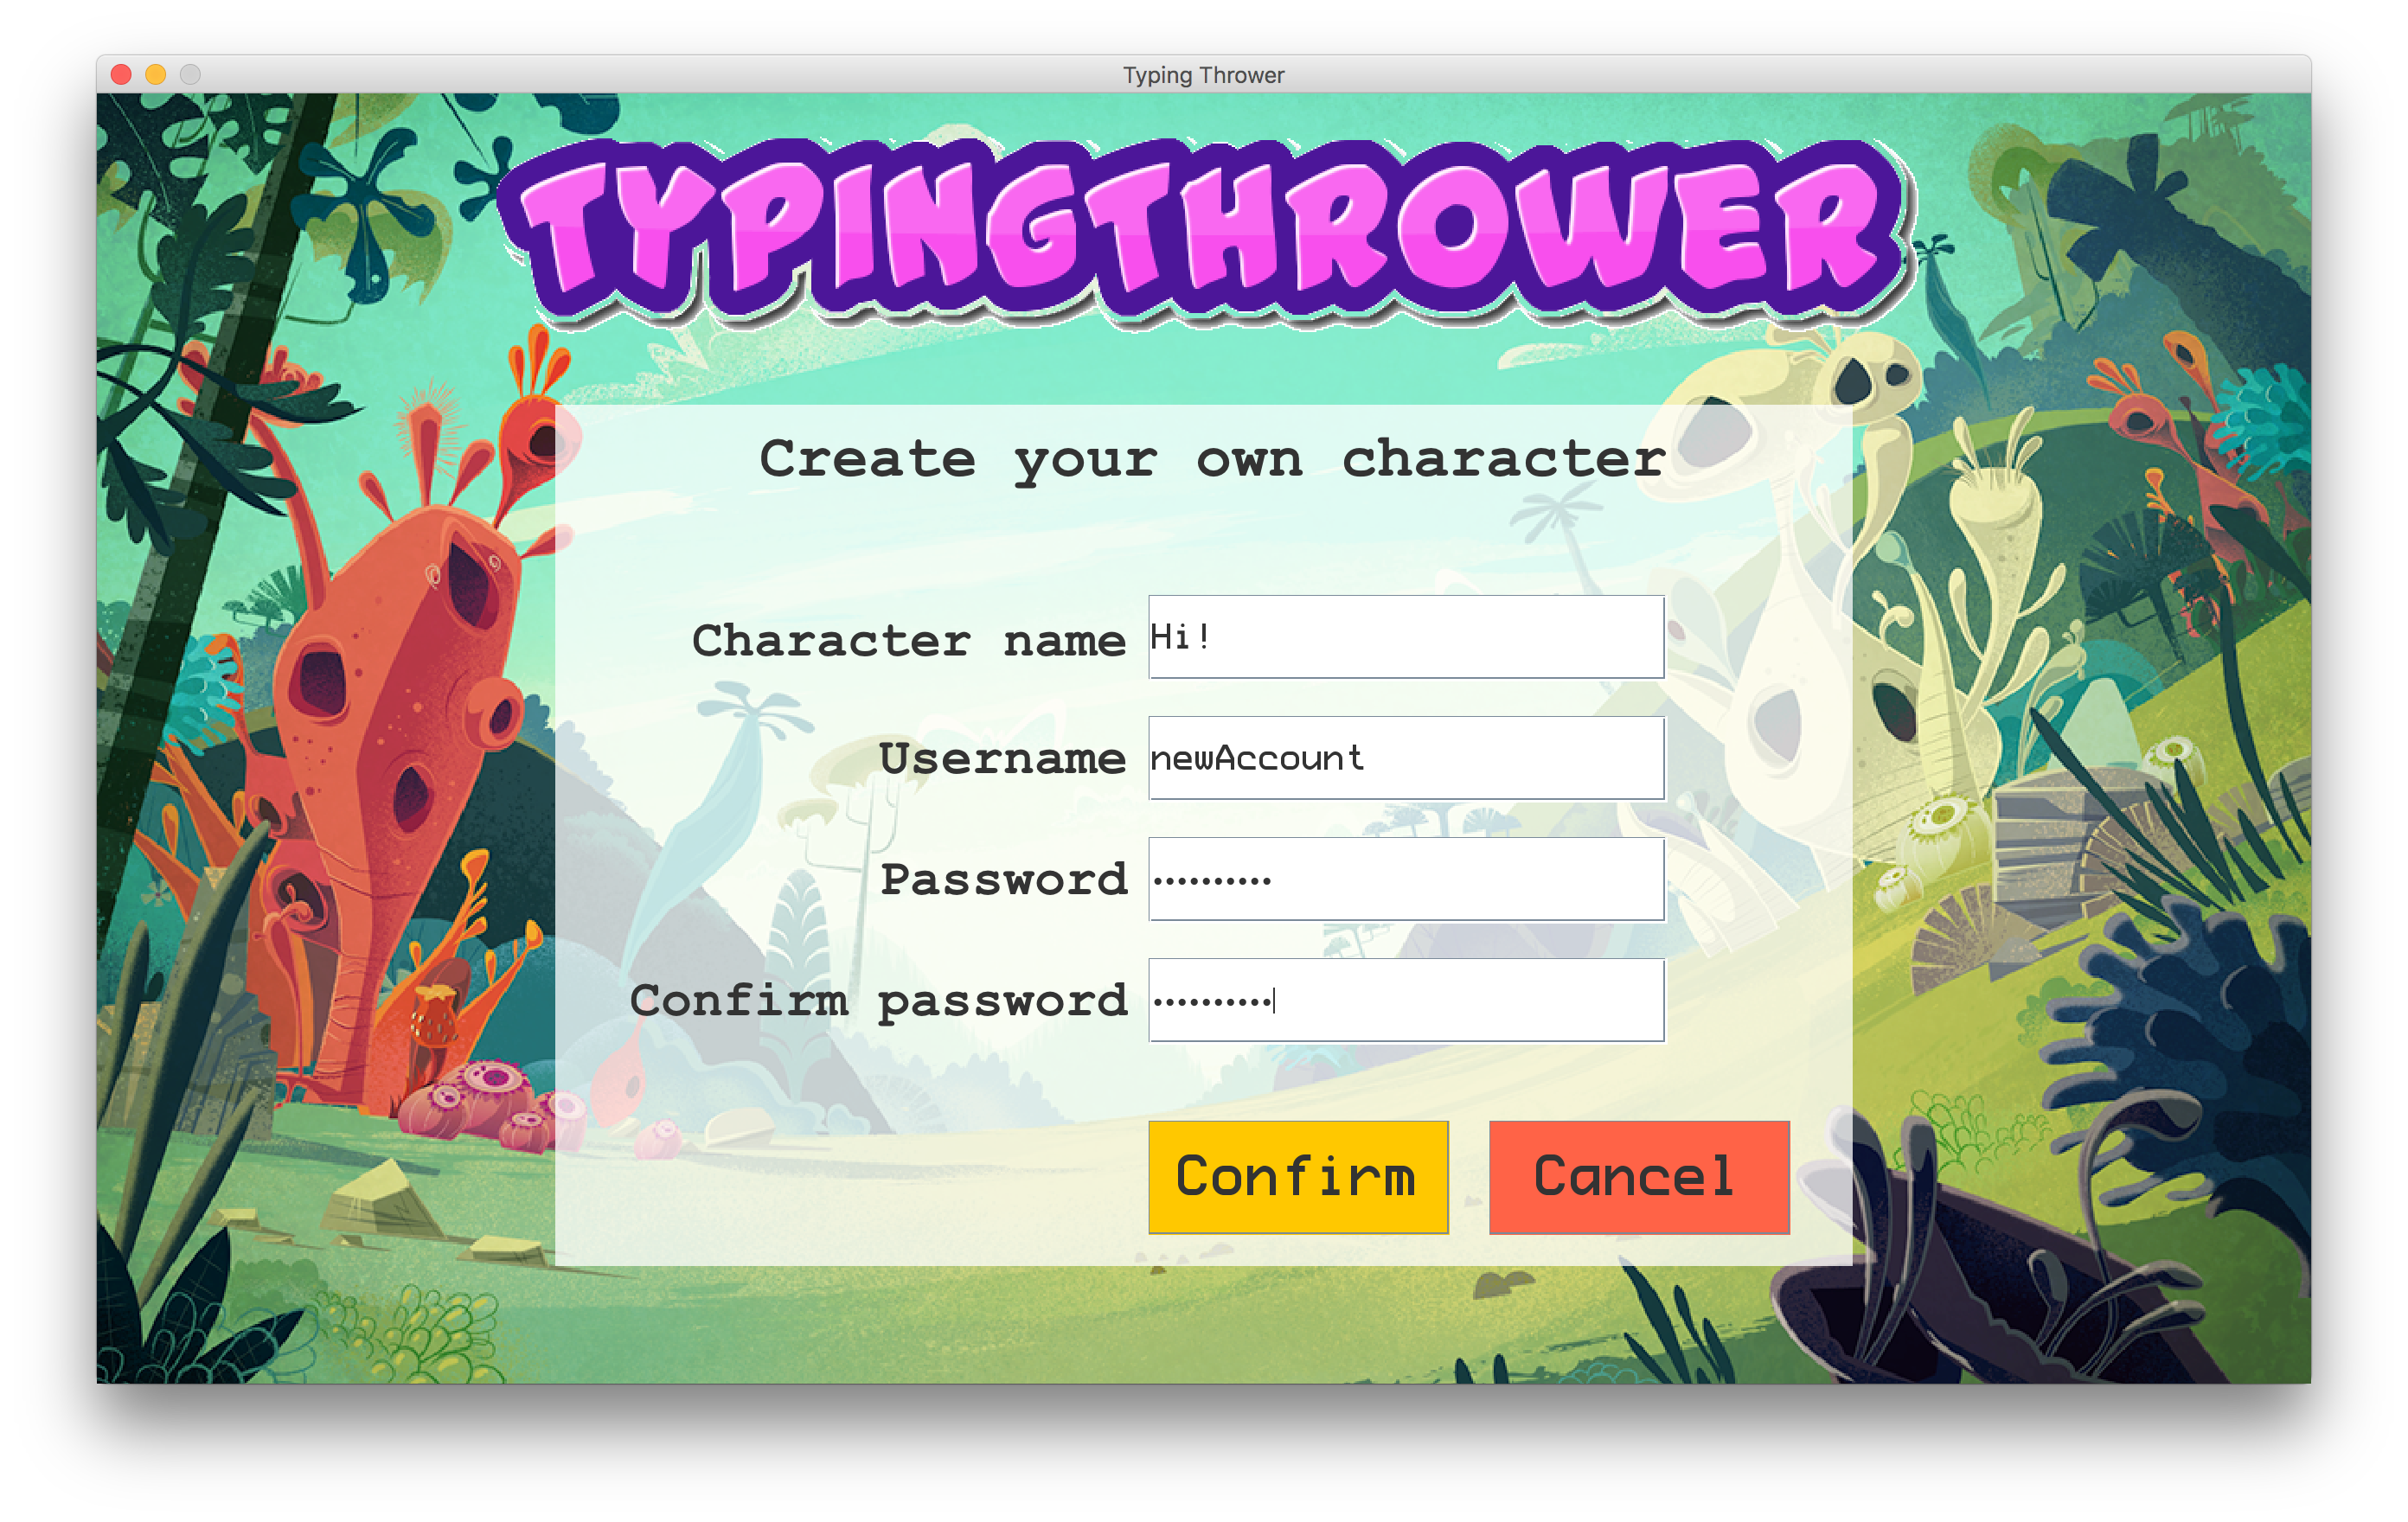 Typing Thrower
TYPINGTHROWER
Create your own character
Character name Hi!
Username newAccount
Password ••••••••••
Confirm password ••••••••••
Confirm Cancel